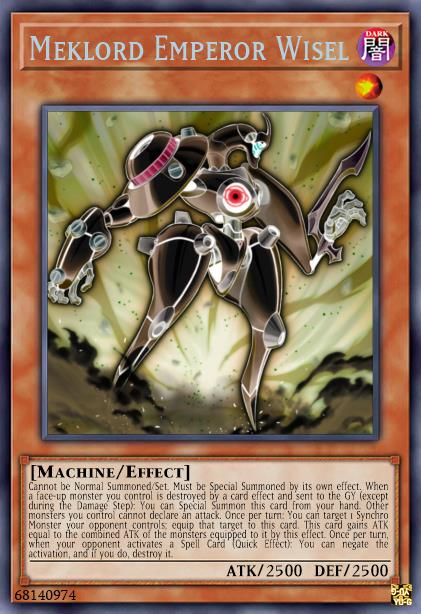 MEKLORD EMPEROR WISEL
DARK
闇
[MACHINE/EFFECT]
Cannot be Normal Summoned/Set. Must be Special Summoned by its own effect. When
a face-up monster you control is destroyed by a card effect and sent to the GY (except
during the Damage Step): You can Special Summon this card from your hand. Other
monsters you control cannot declare an attack. Once per turn: You can target 1 Synchro
Monster your opponent controls; equip that target to this card. This card gains ATK
equal to the combined ATK of the monsters equipped to it by this effect. Once per turn,
when your opponent activates a Spell Card (Quick Effect): You can negate the
activation, and if you do, destroy it.
ATK/2500 DEF/2500
68140974